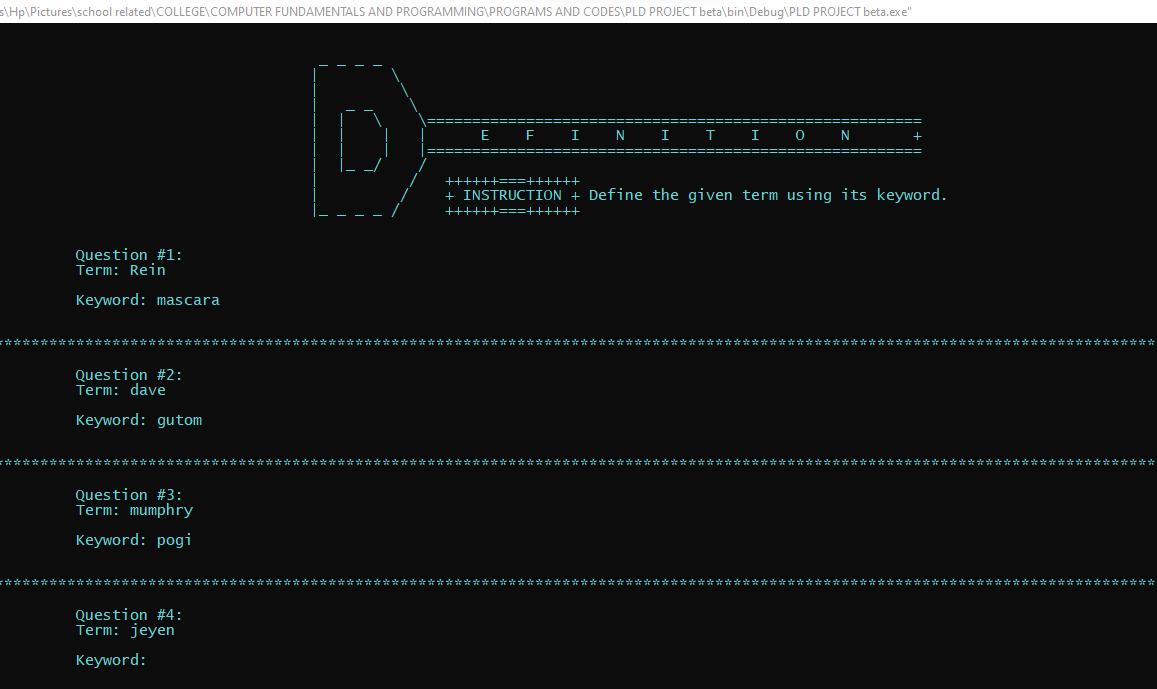 s\Hp\Pictures\school related\COLLEGE\COMPUTER FUNDAMENTALS AND PROGRAMMING\PROGRAMS AND CODES\PLD PROJECT beta\bin\Debug\PLD PROJECT beta.exe"
D E F I N I T I O N +
++++++===++++++
+ INSTRUCTION + Define the given term using its keyword.
++++++===++++++
Question #1:
Term: Rein
Keyword: mascara
Question #2:
Term: dave
Keyword: gutom
Question #3:
Term: mumphry
Keyword: pogi
Question #4:
Term: jeyen
Keyword: